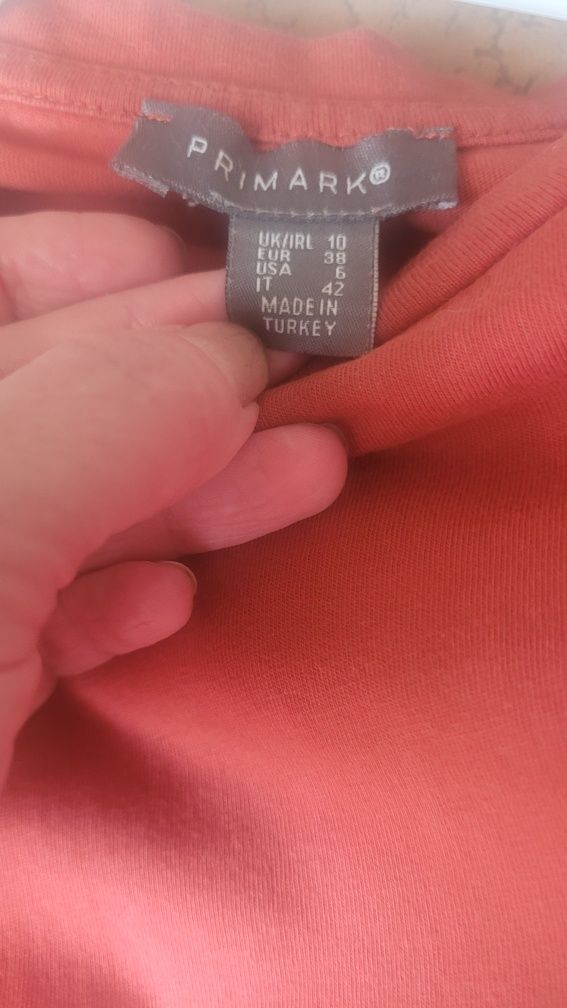 PRIMARK®
UK/IRL 10
EUR 38
USA 6
IT 42
MADE IN
TURKEY